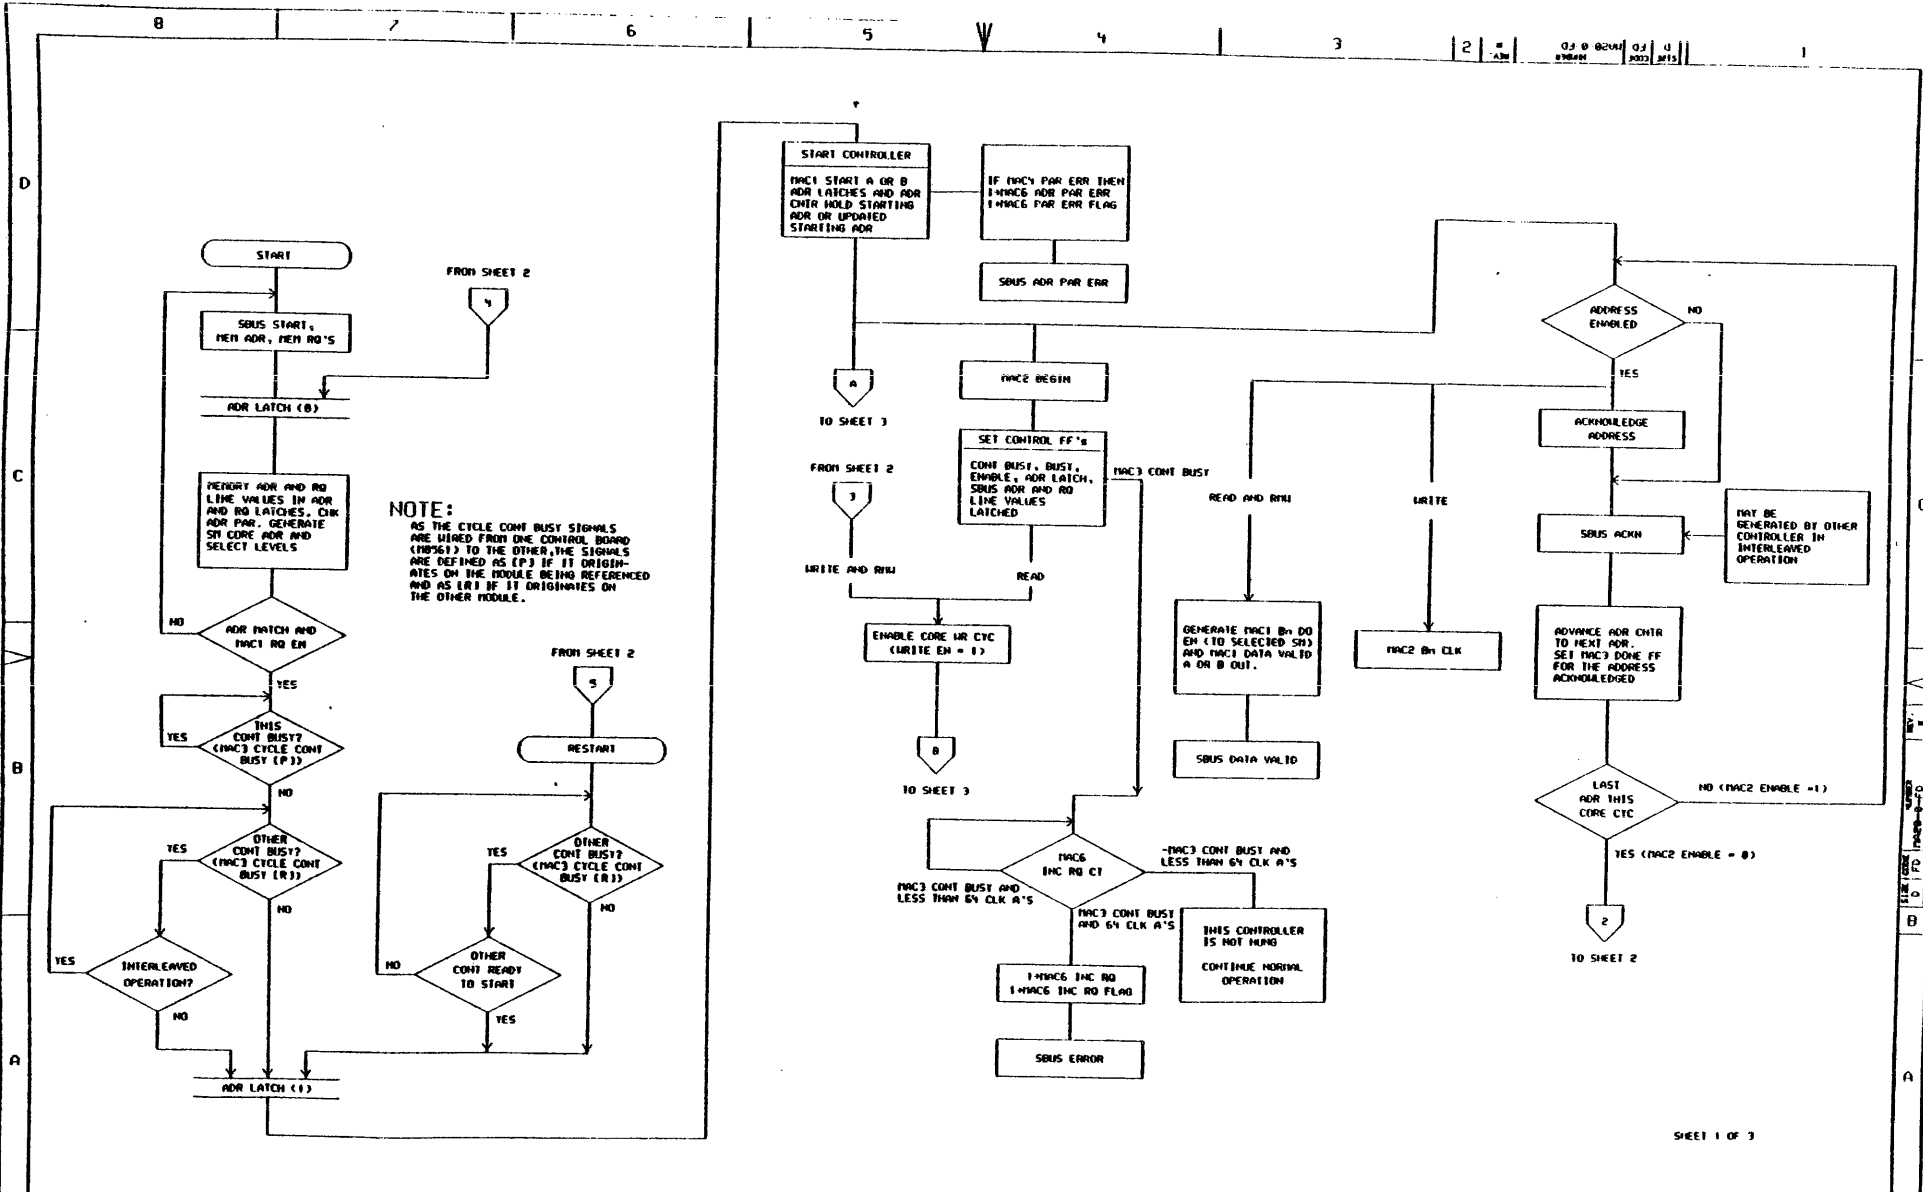 8 7 6 5 4 3 2 1
REV.
NUMBER
MA20-0-FD
CODE
FD
SIZE
D
D
C
B
A
START
SBUS START,
MEM ADR, MEM RQ'S
FROM SHEET 2
4
ADR LATCH (0)
MEMORY ADR AND RQ
LINE VALUES IN ADR
AND RQ LATCHES. CHK
ADR PAR. GENERATE
SM CORE ADR AND
SELECT LEVELS
NOTE:
AS THE CYCLE CONT BUSY SIGNALS
ARE WIRED FROM ONE CONTROL BOARD
(M8561) TO THE OTHER, THE SIGNALS
ARE DEFINED AS [P] IF IT ORIGIN-
ATES ON THE MODULE BEING REFERENCED
AND AS [R] IF IT ORIGINATES ON
THE OTHER MODULE.
ADR MATCH AND
MAC1 RQ EN
NO
YES
THIS
CONT BUSY?
(MAC3 CYCLE CONT
BUSY [P])
YES
NO
OTHER
CONT BUSY?
(MAC3 CYCLE CONT
BUSY [R])
YES
NO
INTERLEAVED
OPERATION?
YES
NO
ADR LATCH (1)
FROM SHEET 2
5
RESTART
OTHER
CONT BUSY?
(MAC3 CYCLE CONT
BUSY [R])
YES
NO
OTHER
CONT READY
TO START
NO
YES
START CONTROLLER
MAC1 START A OR B
ADR LATCHES AND ADR
CNTR HOLD STARTING
ADR OR UPDATED
STARTING ADR
IF MAC4 PAR ERR THEN
1→MAC6 ADR PAR ERR
1→MAC6 PAR ERR FLAG
SBUS ADR PAR ERR
A
TO SHEET 3
MAC2 BEGIN
SET CONTROL FF's
CONT BUSY, BUSY,
ENABLE, ADR LATCH,
SBUS ADR AND RQ
LINE VALUES
LATCHED
MAC3 CONT BUSY
FROM SHEET 2
3
WRITE AND RMW
READ
ENABLE CORE WR CYC
(WRITE EN = 1)
B
TO SHEET 3
MAC6
INC RQ CT
MAC3 CONT BUSY AND
LESS THAN 64 CLK A'S
-MAC3 CONT BUSY AND
LESS THAN 64 CLK A'S
MAC3 CONT BUSY
AND 64 CLK A'S
THIS CONTROLLER
IS NOT HUNG
CONTINUE NORMAL
OPERATION
1→MAC6 INC RQ
1→MAC6 INC RQ FLAG
SBUS ERROR
ADDRESS
ENABLED
NO
YES
READ AND RMW
WRITE
GENERATE MAC1 Bn DO
EN (TO SELECTED SM)
AND MAC1 DATA VALID
A OR B OUT.
SBUS DATA VALID
MAC2 Bn CLK
ACKNOWLEDGE
ADDRESS
SBUS ACKN
MAY BE
GENERATED BY OTHER
CONTROLLER IN
INTERLEAVED
OPERATION
ADVANCE ADR CNTR
TO NEXT ADR.
SET MAC3 DONE FF
FOR THE ADDRESS
ACKNOWLEDGED
LAST
ADR THIS
CORE CYC
NO (MAC2 ENABLE =1)
YES (MAC2 ENABLE = 0)
2
TO SHEET 2
C
B
A
REV.
NUMBER
MA20-0-FD
CODE
FD
SIZE
D
SHEET 1 OF 3